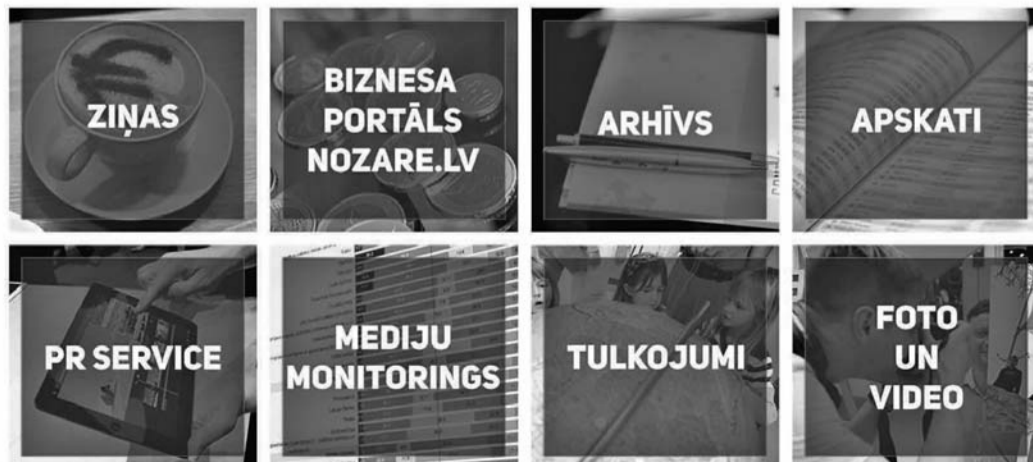 ZIŅAS
BIZNESA
PORTĀLS
NOZARE.LV
ARHĪVS
APSKATI
PR SERVICE
MEDIJU
MONITORINGS
TULKOJUMI
FOTO
UN
VIDEO